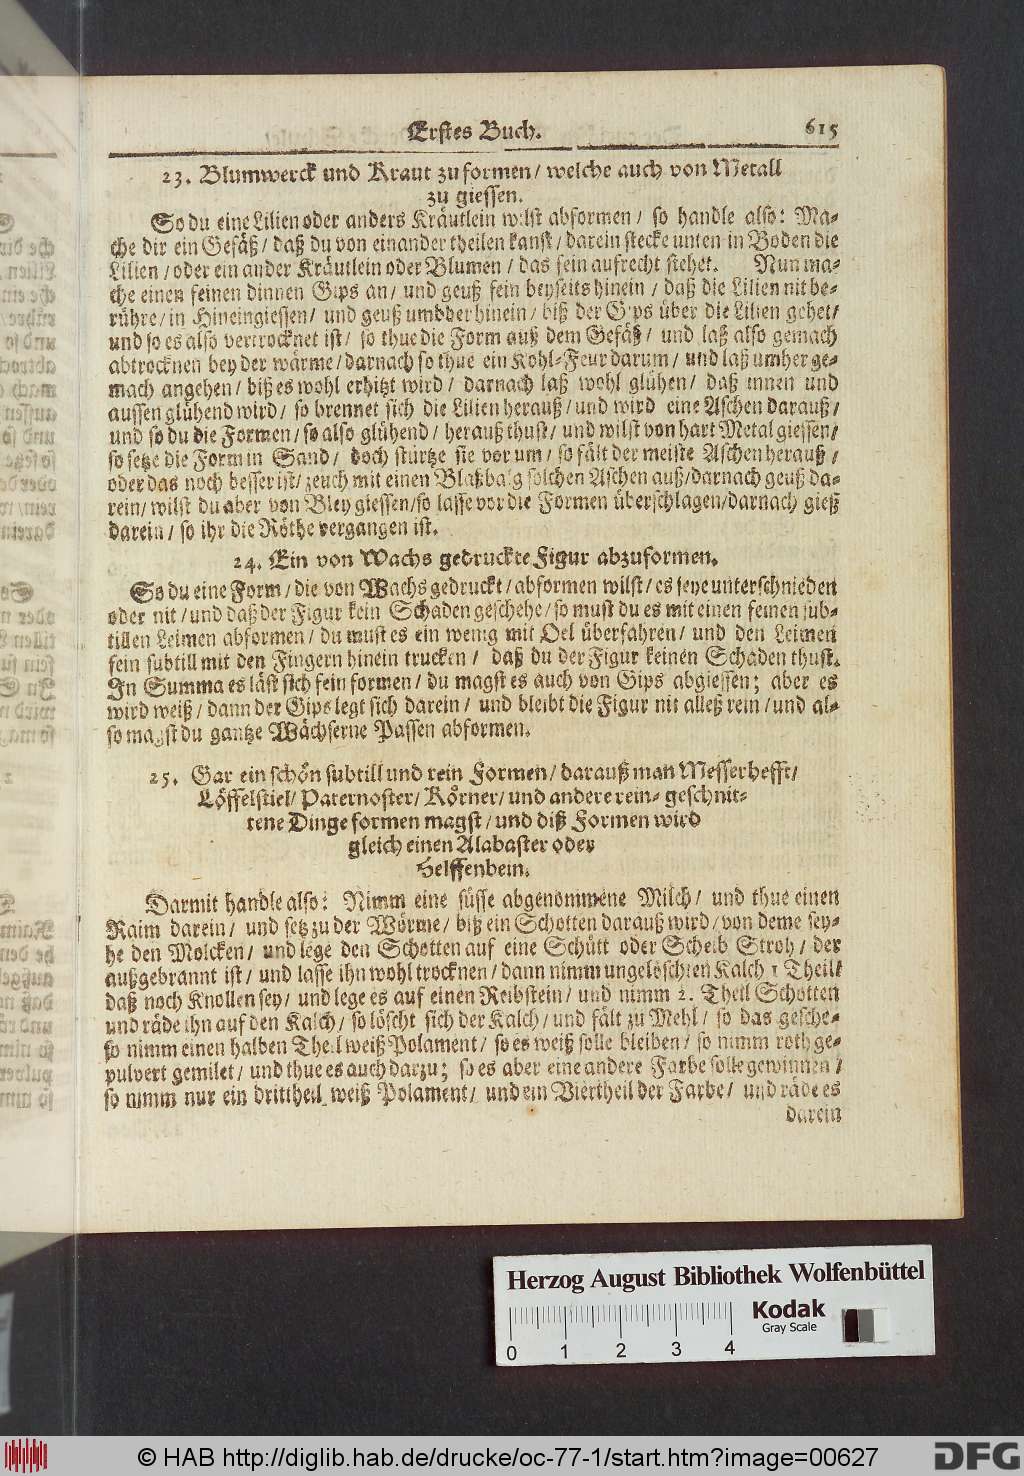 Erstes Buch. 615
23. Blumwerck und Kraut zu formen/ welche auch von Metall
zu giessen.
So du eine Lilien oder anders Kräutlein wilst abformen/ so handle also: Ma-
che dir ein Gefäß/ daß du von einander theilen kanst/ darein stecke unten in Boden die
Lilien/ oder ein ander Kräutlein oder Blumen/ das fein aufrecht stehet. Nun ma-
che einen feinen dinnen Gips an/ und geuß fein beyseits hinein/ daß die Lilien nit be-
rühre/ in Hineingiessen/ und geuß umbder hinein/ biß der Gips über die Lilien gehet/
und so es also vertrocknet ist/ so thue die Form auß dem Gefäß/ und laß also gemach
abtrocknen bey der wärme/ darnach so thue ein Kohl-Feur darum/ und laß umher ge-
mach angehen/ biß es wohl erhitzt wird/ darnach laß wohl glühen/ daß innen und
aussen glühend wird/ so brennet sich die Lilien herauß/ und wird eine Aschen darauß/
und so du die Formen/ so also glühend/ herauß thust/ und wilst von hart Metal giessen/
so setze die Form in Sand/ doch stürtze sie vor um/ so fält der meiste Aschen herauß/
oder das noch besser ist/ zeuch mit einen Blaßbalg solchen Aschen auß/ darnach geuß da-
rein/ wilst du aber von Bley giessen/ so lasse vor die Formen überschlagen/ darnach gieß
darein/ so ihr die Röthe vergangen ist.
24. Ein von Wachs gedruckte Figur abzuformen.
So du eine Form/ die von Wachs gedruckt/ abformen wilst/ es seye unterschnieden
oder nit/ und daß der Figur kein Schaden geschehe/ so must du es mit einen feinen sub-
tillen Leimen abformen/ du must es ein wenig mit Oel überfahren/ und den Leimen
fein subtill mit den Fingern hinein trucken/ daß du der Figur keinen Schaden thust.
In Summa es läst sich fein formen/ du magst es auch von Gips abgiessen; aber es
wird weiß/ dann der Gips legt sich darein/ und bleibt die Figur nit alleß rein/ und al-
so magst du gantze Wächserne Passen abformen.
25. Gar ein schön subtill und rein Formen/ darauß man Messerhefft/
Löffelstiel/ Paternoster/ Körner/ und andere rein-geschnit-
tene Dinge formen magst/ und diß Formen wird
gleich einen Alabaster oder
Helffenbein.
Darmit handle also: Nimm eine süsse abgenommene Milch/ und thue einen
Raim darein/ und setz zu der Wörme/ biß ein Schotten darauß wird/ von deme sey-
he den Molcken/ und lege den Schotten auf eine Schütt oder Scheib Stroh/ der
außgebrannt ist/ und lasse ihn wohl trocknen/ dann nimm ungelöschten Kalch 1 Theil/
daß noch Knollen sey/ und lege es auf einen Reibstein/ und nimm 2. Theil Schotten
und räde ihn auf den Kalch/ so löscht sich der Kalch/ und fält zu Mehl/ so das gesche-
so nimm einen halben Theil weiß Polament/ so es weiß solle bleiben/ so nimm roth ge-
pulvert gemilet/ und thue es auch darzu; so es aber eine andere Farbe solle gewinnen/
so nimm nur ein drittheil weiß Polament/ und ein Viertheil der Farbe/ und räde es
darein
Herzog August Bibliothek Wolfenbüttel
Kodak
Gray Scale
0 1 2 3 4
© HAB http://diglib.hab.de/drucke/oc-77-1/start.htm?image=00627
DFG